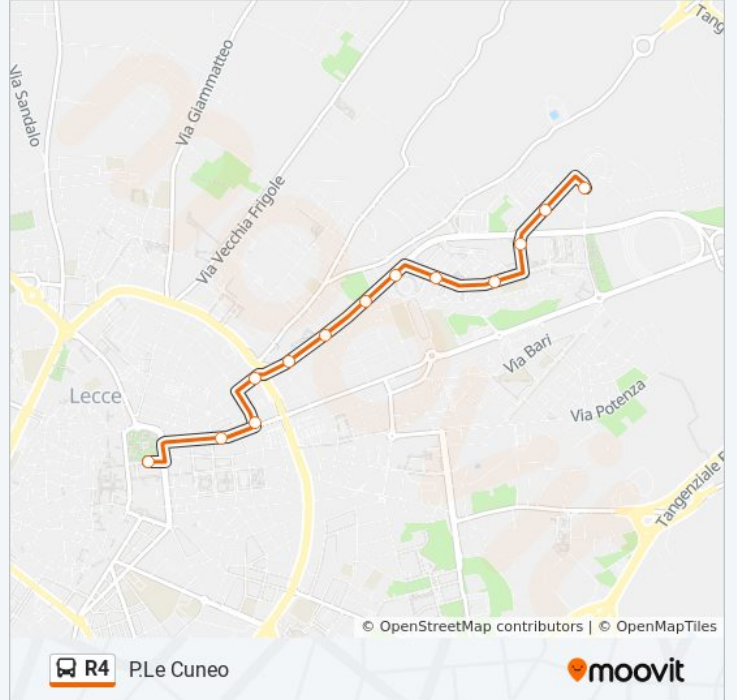 Tang
Via Giammatteo
Via Sandalo
Via Vecchia Frigole
Via Bari
Lecce
Via Potenza
Tangenziale E
© OpenStreetMap contributors | © OpenMapTiles
R4 P.Le Cuneo
moovit